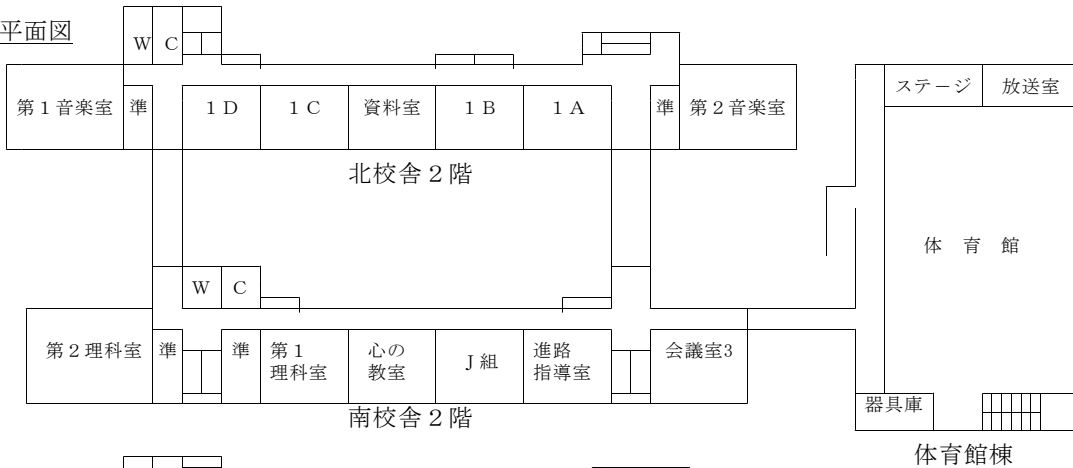 平面図
W C
第1音楽室 準 1D 1C 資料室 1B 1A 準 第2音楽室
北校舎2階
ステージ 放送室
体育館
W C
第2理科室 準 準 第1
理科室 心の
教室 J組 進路
指導室 会議室3
南校舎2階
器具庫
体育館棟